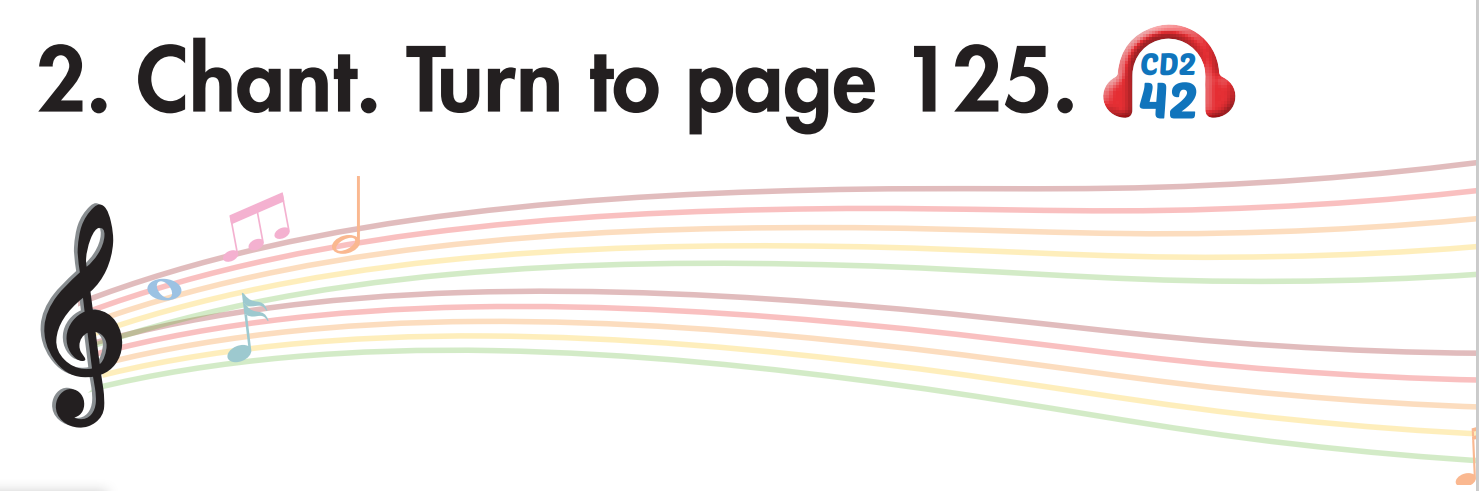 2. Chant. Turn to page 125.
CD2
42